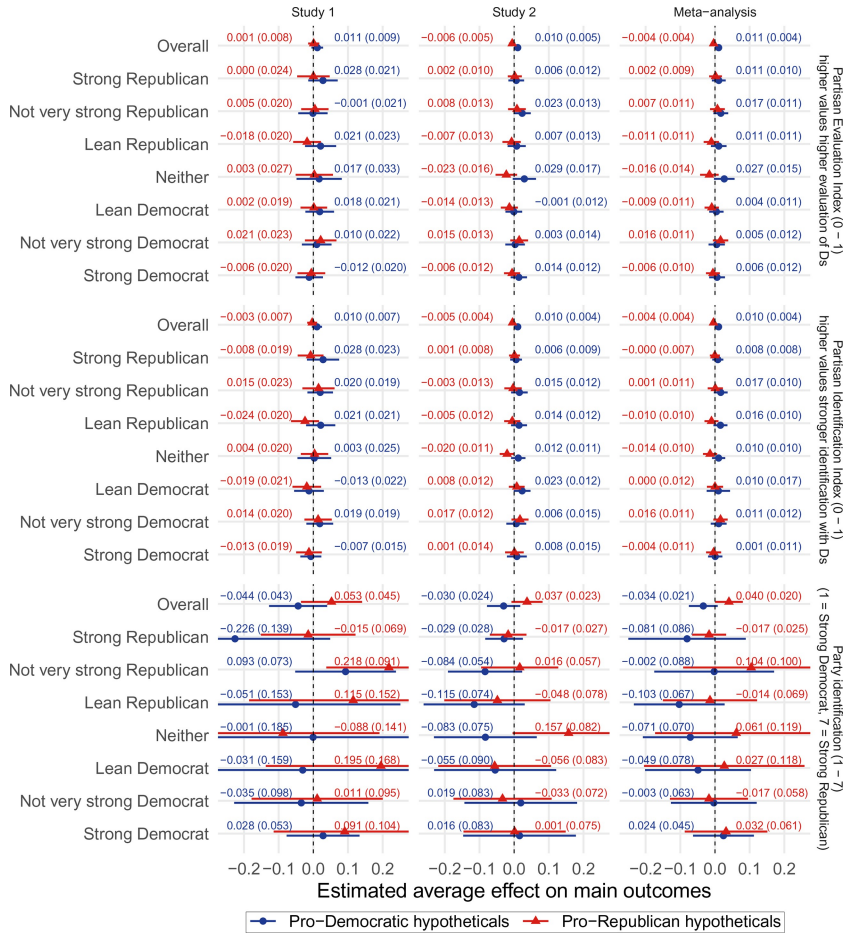 Study 1 Study 2 Meta−analysis
Overall 0.001 (0.008) 0.011 (0.009) −0.006 (0.005) 0.010 (0.005) −0.004 (0.004) 0.011 (0.004)
Strong Republican 0.000 (0.024) 0.028 (0.021) 0.002 (0.010) 0.006 (0.012) 0.002 (0.009) 0.011 (0.010)
Not very strong Republican 0.005 (0.020) −0.001 (0.021) 0.008 (0.013) 0.023 (0.013) 0.007 (0.011) 0.017 (0.011)
Lean Republican −0.018 (0.020) 0.021 (0.023) −0.007 (0.013) 0.007 (0.013) −0.011 (0.011) 0.011 (0.011)
Neither 0.003 (0.027) 0.017 (0.033) −0.023 (0.016) 0.029 (0.017) −0.016 (0.014) 0.027 (0.015)
Lean Democrat 0.002 (0.019) 0.018 (0.021) −0.014 (0.013) −0.001 (0.012) −0.009 (0.011) 0.004 (0.011)
Not very strong Democrat 0.021 (0.023) 0.010 (0.022) 0.015 (0.013) 0.003 (0.014) 0.016 (0.011) 0.005 (0.012)
Strong Democrat −0.006 (0.020) −0.012 (0.020) −0.006 (0.012) 0.014 (0.012) −0.006 (0.010) 0.006 (0.012)
Partisan Evaluation Index (0 − 1)
higher values higher evaluation of Ds
Overall −0.003 (0.007) 0.010 (0.007) −0.005 (0.004) 0.010 (0.004) −0.004 (0.004) 0.010 (0.004)
Strong Republican −0.008 (0.019) 0.028 (0.023) 0.001 (0.008) 0.006 (0.009) −0.000 (0.007) 0.008 (0.008)
Not very strong Republican 0.015 (0.023) 0.020 (0.019) −0.003 (0.013) 0.015 (0.012) 0.001 (0.011) 0.017 (0.010)
Lean Republican −0.024 (0.020) 0.021 (0.021) −0.005 (0.012) 0.014 (0.012) −0.010 (0.010) 0.016 (0.010)
Neither 0.004 (0.020) 0.003 (0.025) −0.020 (0.011) 0.012 (0.011) −0.014 (0.010) 0.010 (0.010)
Lean Democrat −0.019 (0.021) −0.013 (0.022) 0.008 (0.012) 0.023 (0.012) 0.000 (0.012) 0.010 (0.017)
Not very strong Democrat 0.014 (0.020) 0.019 (0.019) 0.017 (0.012) 0.006 (0.015) 0.016 (0.011) 0.011 (0.012)
Strong Democrat −0.013 (0.019) −0.007 (0.015) 0.001 (0.014) 0.008 (0.015) −0.004 (0.011) 0.001 (0.011)
Partisan Identification Index (0 − 1)
higher values stronger identification with Ds
Overall −0.044 (0.043) 0.053 (0.045) −0.030 (0.024) 0.037 (0.023) −0.034 (0.021) 0.040 (0.020)
Strong Republican −0.226 (0.139) −0.015 (0.069) −0.029 (0.028) −0.017 (0.027) −0.081 (0.086) −0.017 (0.025)
Not very strong Republican 0.093 (0.073) 0.218 (0.091) −0.084 (0.054) 0.016 (0.057) −0.002 (0.088) 0.104 (0.100)
Lean Republican −0.051 (0.153) 0.115 (0.152) −0.115 (0.074) −0.048 (0.078) −0.103 (0.067) −0.014 (0.069)
Neither −0.001 (0.185) −0.088 (0.141) −0.083 (0.075) 0.157 (0.082) −0.071 (0.070) 0.061 (0.119)
Lean Democrat −0.031 (0.159) 0.195 (0.168) −0.055 (0.090) −0.056 (0.083) −0.049 (0.078) 0.027 (0.118)
Not very strong Democrat −0.035 (0.098) 0.011 (0.095) 0.019 (0.083) −0.033 (0.072) −0.003 (0.063) −0.017 (0.058)
Strong Democrat 0.028 (0.053) 0.091 (0.104) 0.016 (0.083) 0.001 (0.075) 0.024 (0.045) 0.032 (0.061)
Party identification (1 − 7)
(1 = Strong Democrat, 7 = Strong Republican)
−0.2 −0.1 0.0 0.1 0.2 −0.2 −0.1 0.0 0.1 0.2 −0.2 −0.1 0.0 0.1 0.2
Estimated average effect on main outcomes
Pro−Democratic hypotheticals Pro−Republican hypotheticals